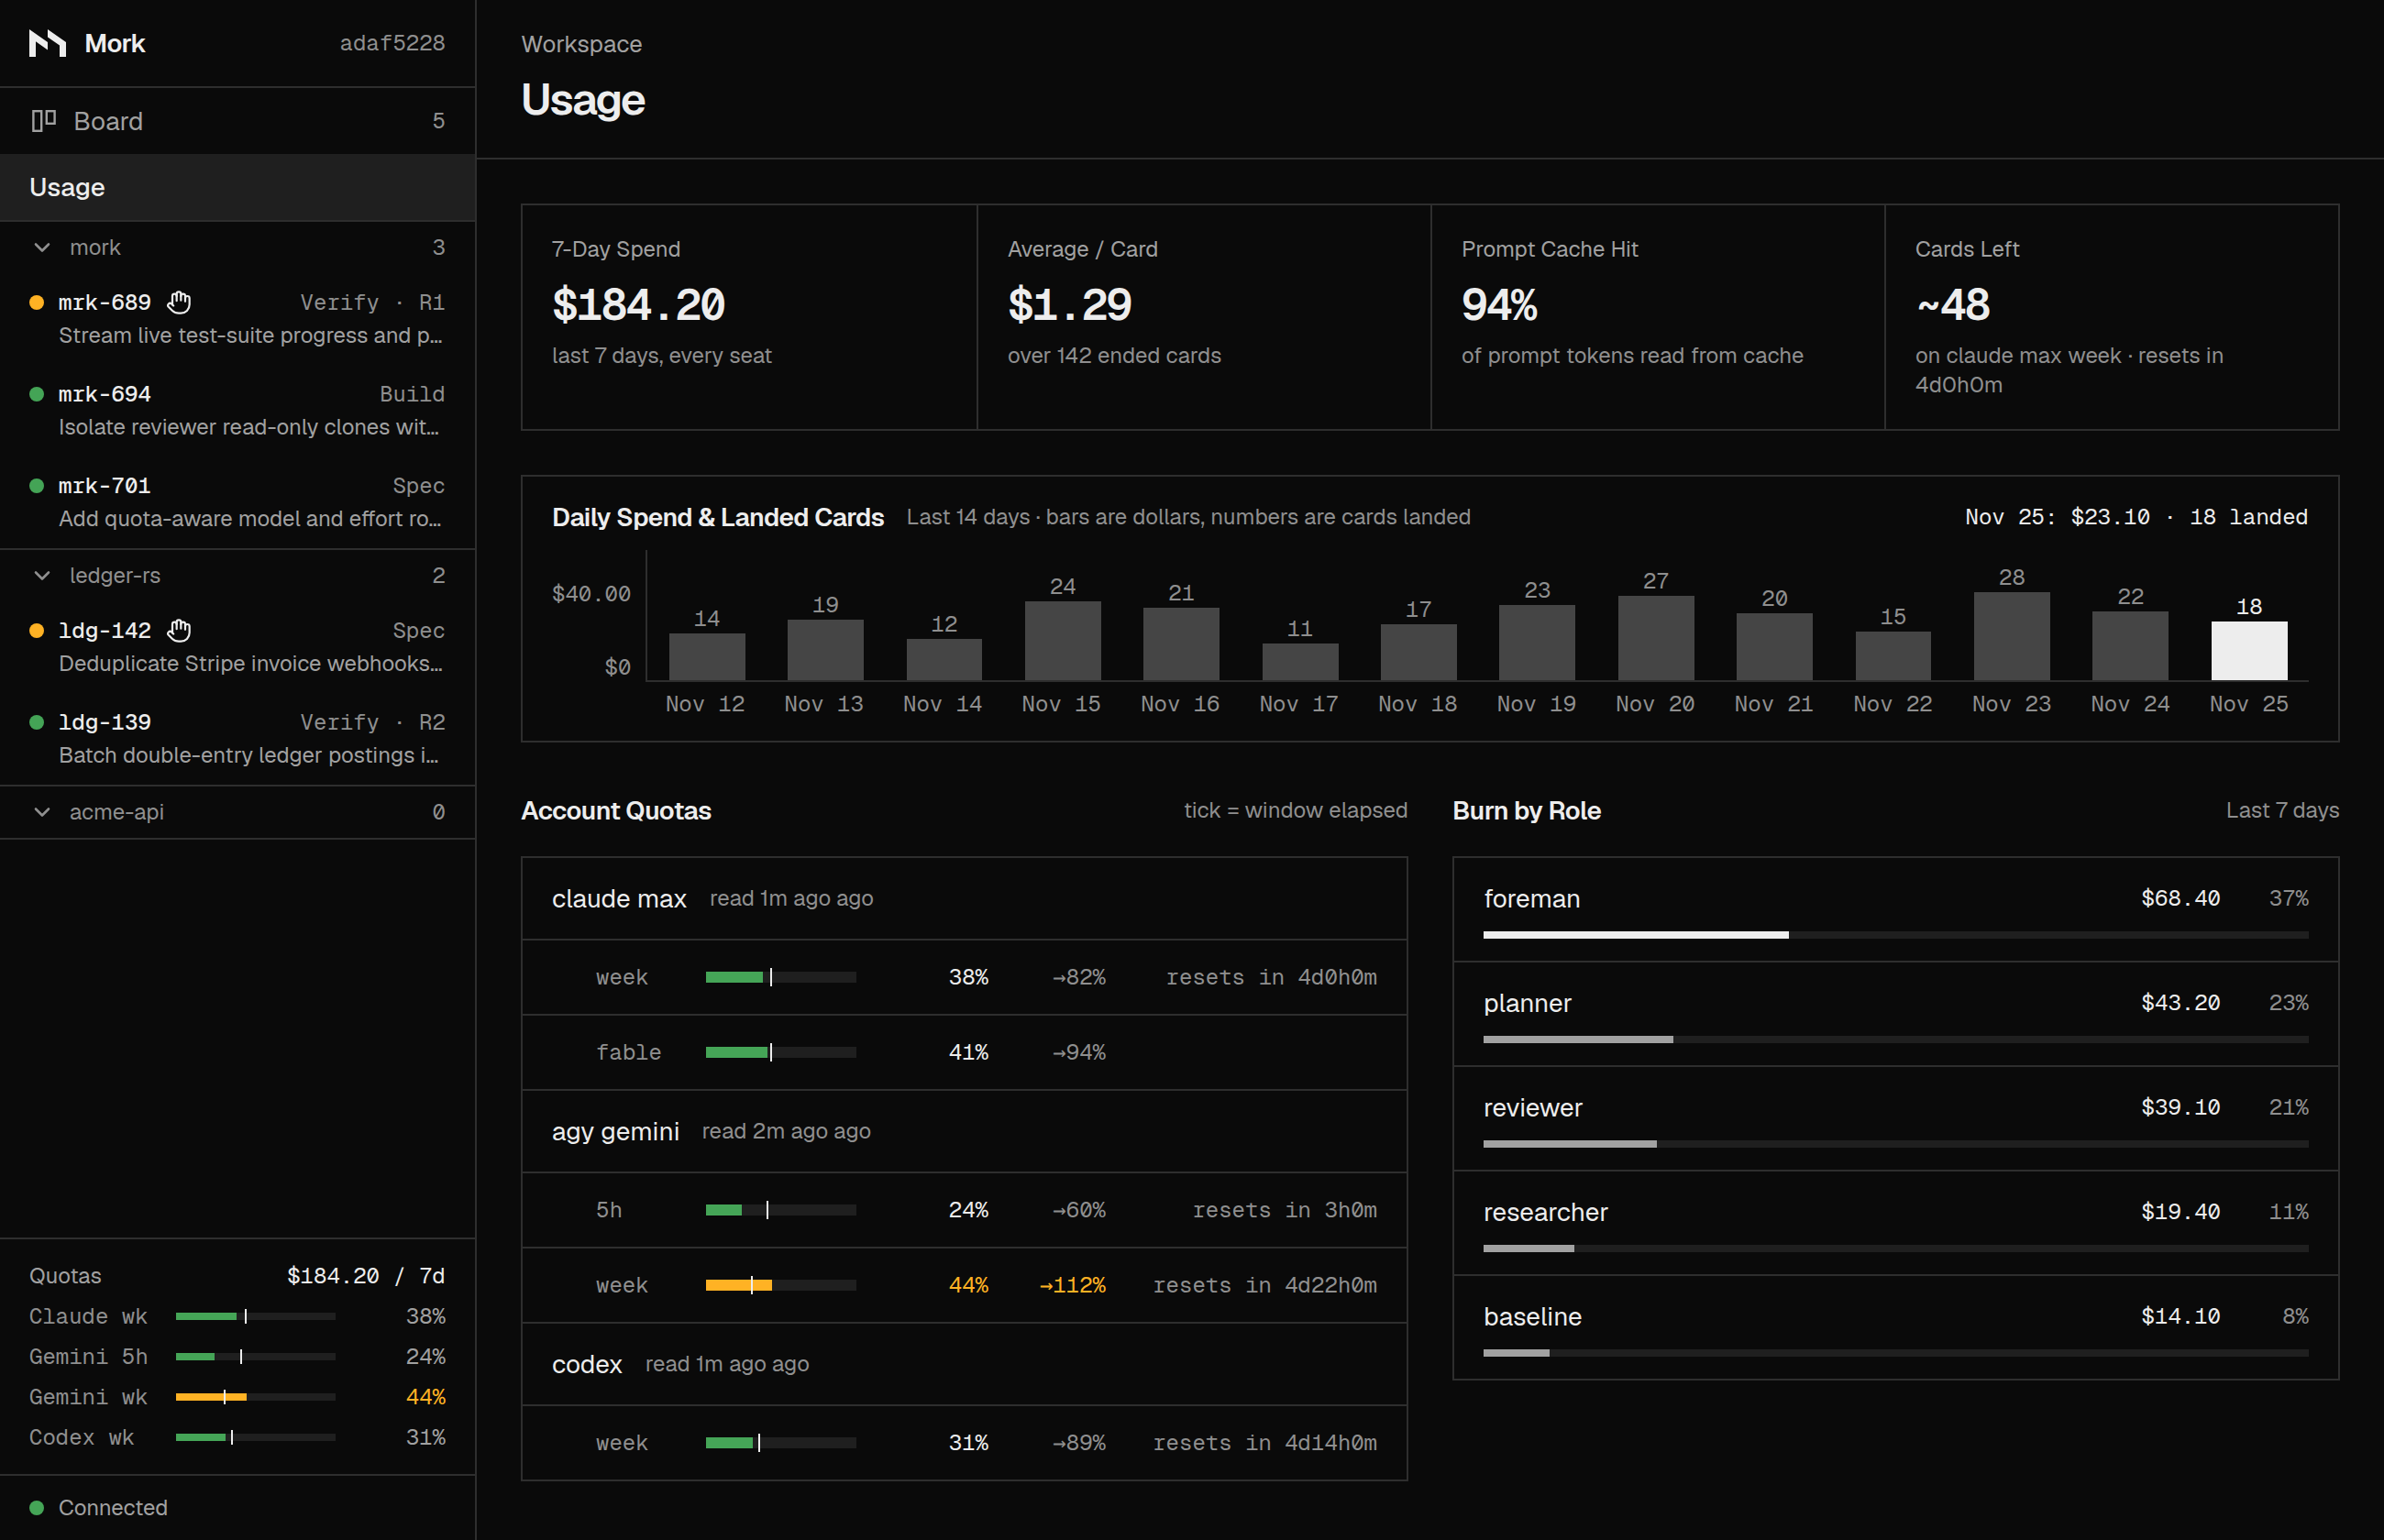 Mork adaf5228
Board 5
Usage
mork 3
mrk-689 Verify · R1
Stream live test-suite progress and p…
mrk-694 Build
Isolate reviewer read-only clones wit…
mrk-701 Spec
Add quota-aware model and effort ro…
ledger-rs 2
ldg-142 Spec
Deduplicate Stripe invoice webhooks…
ldg-139 Verify · R2
Batch double-entry ledger postings i…
acme-api 0
Quotas $184.20 / 7d
Claude wk 38%
Gemini 5h 24%
Gemini wk 44%
Codex wk 31%
Connected
Workspace
Usage
7-Day Spend
$184.20
last 7 days, every seat
Average / Card
$1.29
over 142 ended cards
Prompt Cache Hit
94%
of prompt tokens read from cache
Cards Left
~48
on claude max week · resets in
4d0h0m
Daily Spend & Landed Cards Last 14 days · bars are dollars, numbers are cards landed Nov 25: $23.10 · 18 landed
$40.00
$0
14 19 12 24 21 11 17 23 27 20 15 28 22 18
Nov 12 Nov 13 Nov 14 Nov 15 Nov 16 Nov 17 Nov 18 Nov 19 Nov 20 Nov 21 Nov 22 Nov 23 Nov 24 Nov 25
Account Quotas tick = window elapsed
claude max read 1m ago ago
week 38% →82% resets in 4d0h0m
fable 41% →94%
agy gemini read 2m ago ago
5h 24% →60% resets in 3h0m
week 44% →112% resets in 4d22h0m
codex read 1m ago ago
week 31% →89% resets in 4d14h0m
Burn by Role Last 7 days
foreman $68.40 37%
planner $43.20 23%
reviewer $39.10 21%
researcher $19.40 11%
baseline $14.10 8%